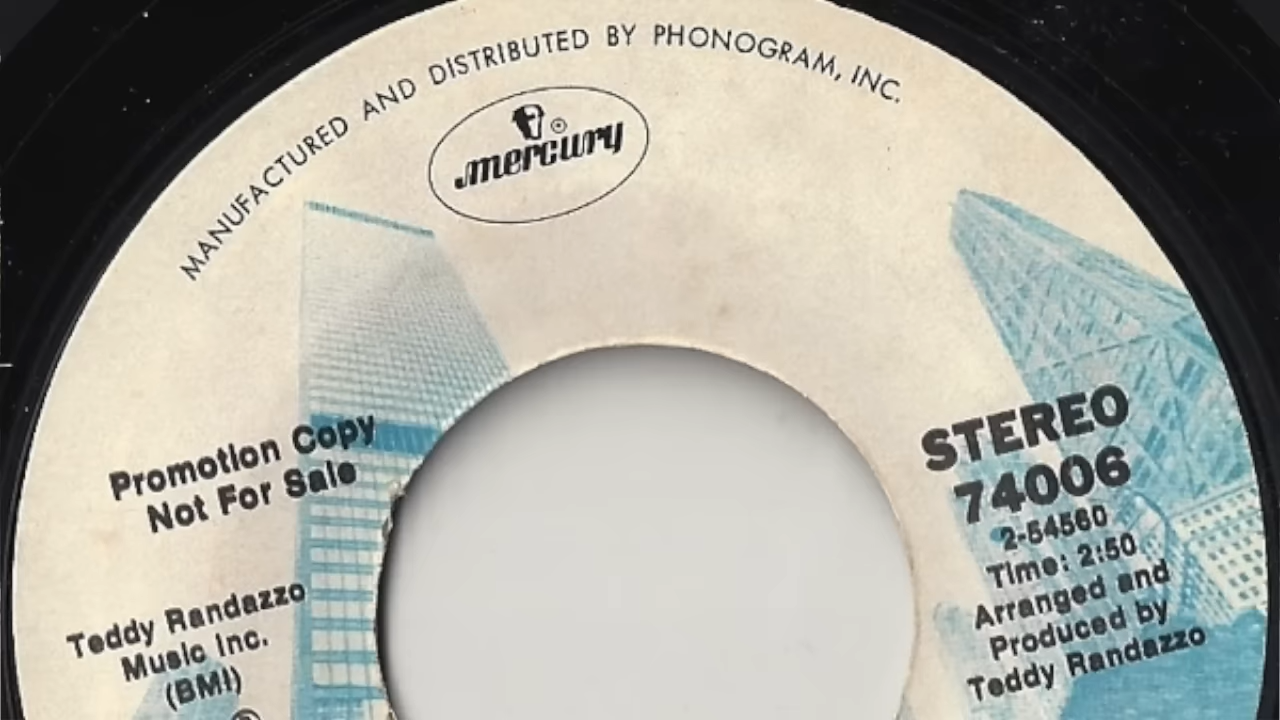 MANUFACTURED AND DISTRIBUTED BY PHONOGRAM, INC.
mercury
Promotion Copy
Not For Sale
Teddy Randazzo
Music Inc.
(BMI)
STEREO
74006
2-54560
Time: 2:50
Arranged and
Produced by
Teddy Randazzo